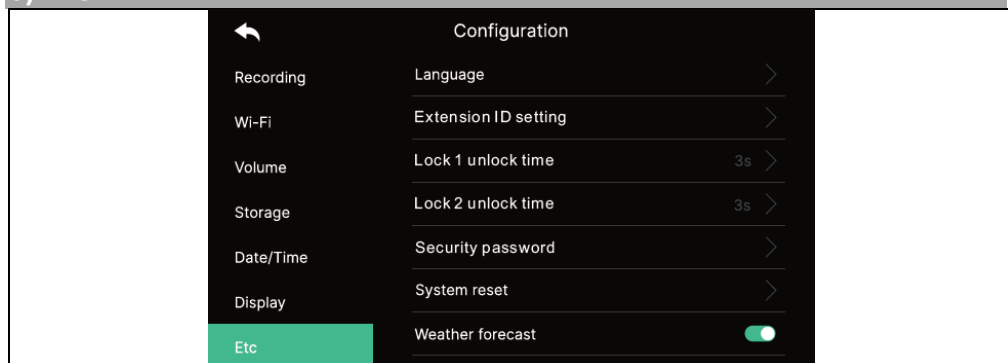 Configuration
Recording
Wi-Fi
Volume
Storage
Date/Time
Display
Etc
Language
Extension ID setting
Lock 1 unlock time 3s
Lock 2 unlock time 3s
Security password
System reset
Weather forecast